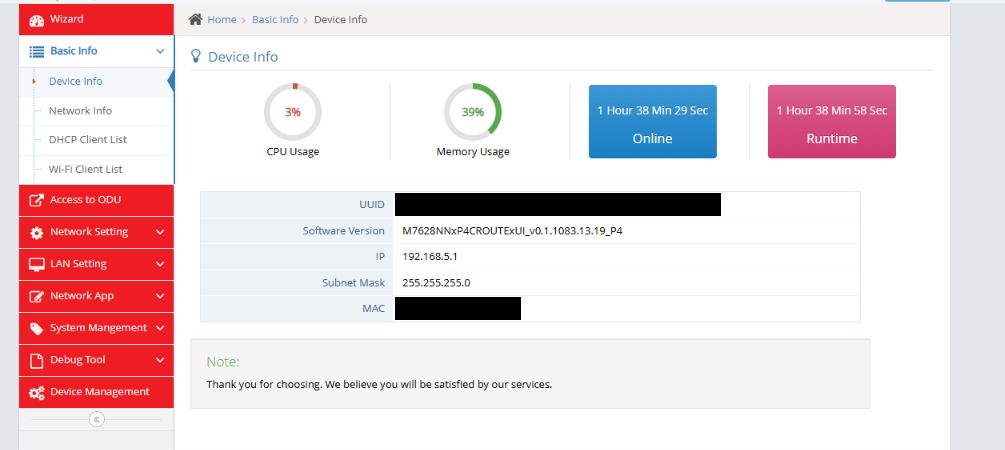 Wizard
Home > Basic Info > Device Info
Basic Info
Device Info
Device Info
Network Info
DHCP Client List
Wi-Fi Client List
Access to ODU
Network Setting
LAN Setting
Network App
System Mangement
Debug Tool
Device Management
3%
CPU Usage
39%
Memory Usage
1 Hour 38 Min 29 Sec
Online
1 Hour 38 Min 58 Sec
Runtime
UUID
Software Version M7628NNxP4CROUTExUI_v0.1.1083.13.19_P4
IP 192.168.5.1
Subnet Mask 255.255.255.0
MAC
Note:
Thank you for choosing. We believe you will be satisfied by our services.